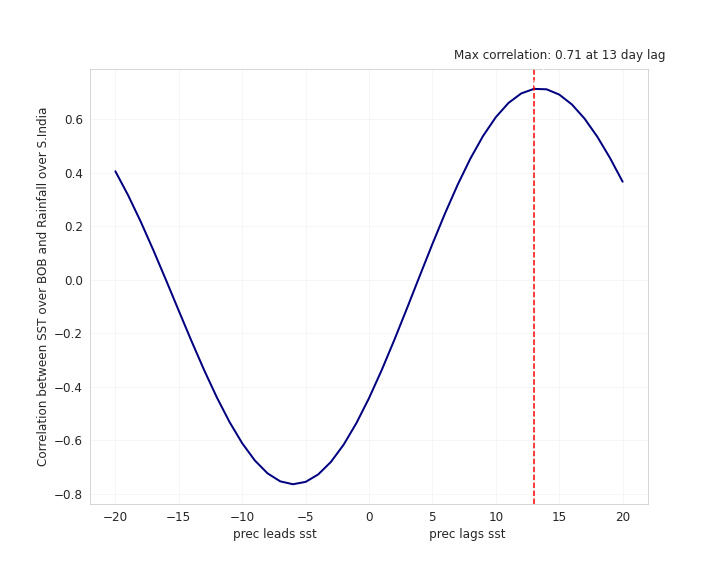 Max correlation: 0.71 at 13 day lag
Correlation between SST over BOB and Rainfall over S.India
0.6
0.4
0.2
0.0
−0.2
−0.4
−0.6
−0.8
−20 −15 −10 −5 0 5 10 15 20
prec leads sst prec lags sst